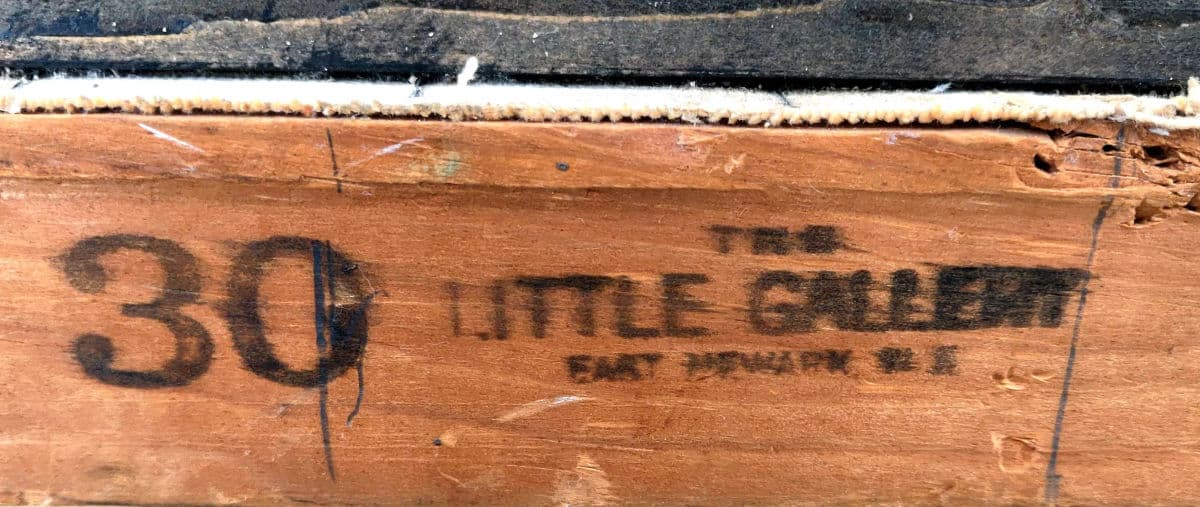 30
THE
LITTLE GALLERY
EAST NEWARK, N.J.